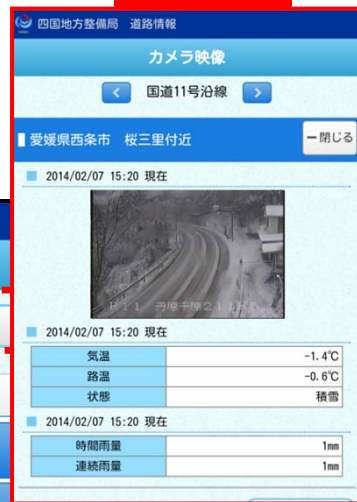 四国地方整備局 道路情報
カメラ映像
国道11号沿線
愛媛県西条市 桜三里付近
ー閉じる
2014/02/07 15:20 現在
2014/02/07 15:20 現在
気温 -1.4℃
路温 -0.6℃
状態 積雪
2014/02/07 15:20 現在
時間雨量 1mm
連続雨量 1mm